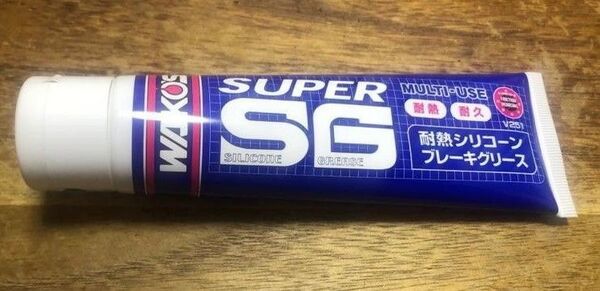 WAKO'S
SUPER
SG
SILICONE GREASE
MULTI-USE
耐熱 耐久
V251
耐熱シリコーン
ブレーキグリース